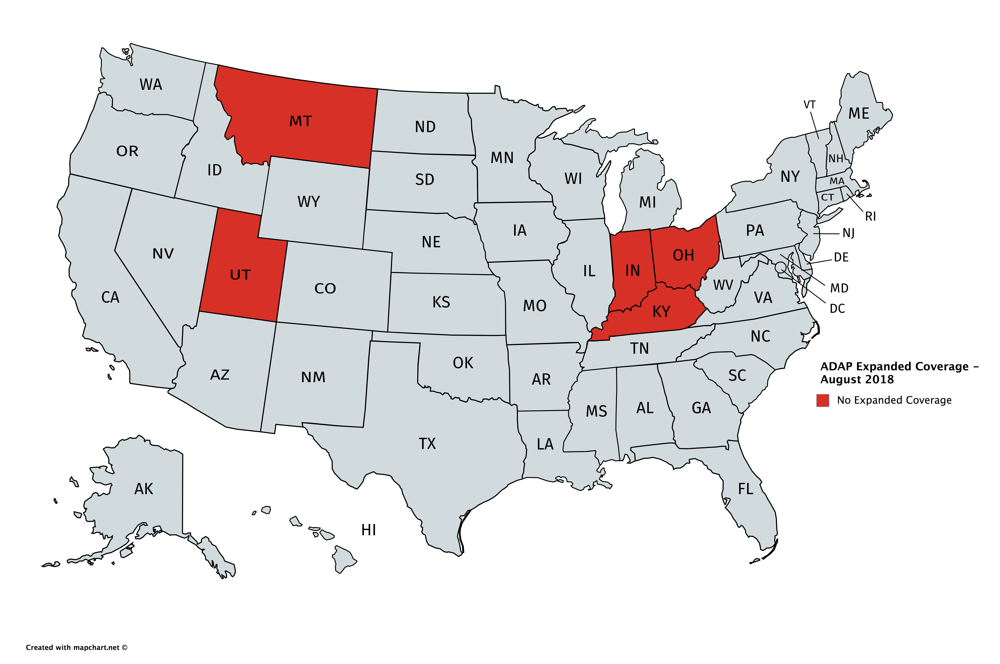 WA
MT
ND
MN
VT
ME
OR
ID
SD
WI
NH
NY
MA
WY
MI
CT
RI
NE
IA
PA
NJ
NV
OH
DE
UT
IL
IN
CO
WV
MD
CA
KS
MO
KY
VA
DC
NC
TN
OK
AZ
NM
AR
SC
ADAP Expanded Coverage –
August 2018
No Expanded Coverage
MS
AL
GA
TX
LA
AK
FL
HI
Created with mapchart.net ©